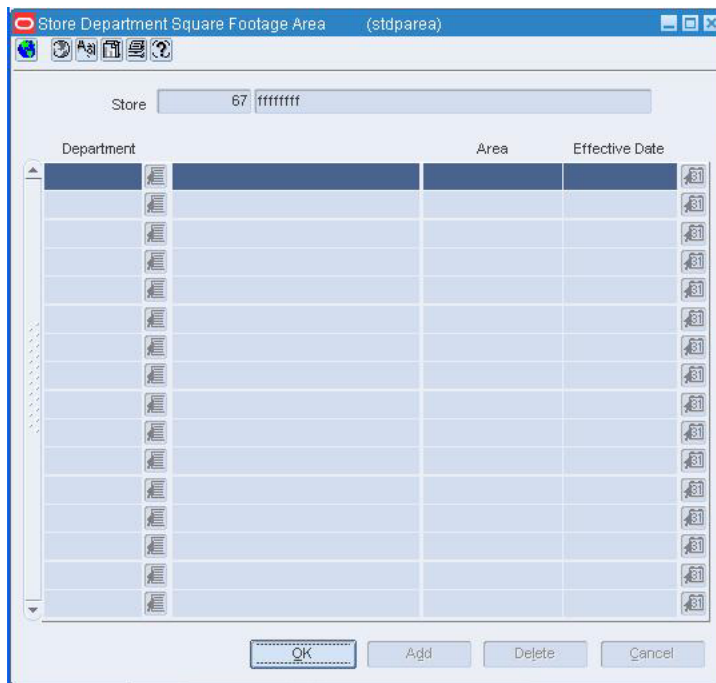 Store Department Square Footage Area (stdparea)
Store 67 ffffffff
Department Area Effective Date
OK Add Delete Cancel